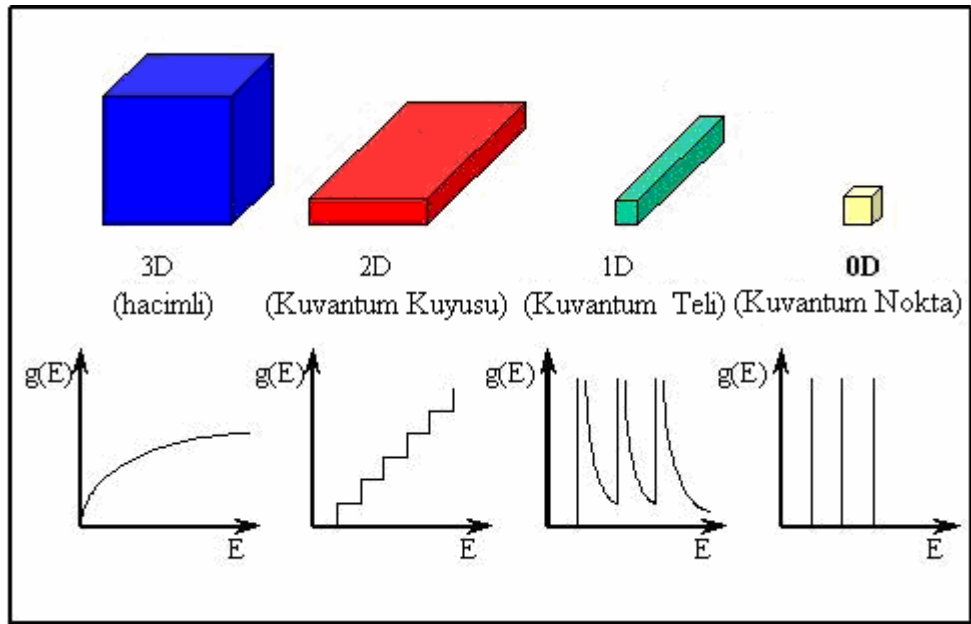 3D
(hacimli)
2D
(Kuvantum Kuyusu)
1D
(Kuvantum Teli)
0D
(Kuvantum Nokta)
g(E)
E
g(E)
E
g(E)
E
g(E)
E